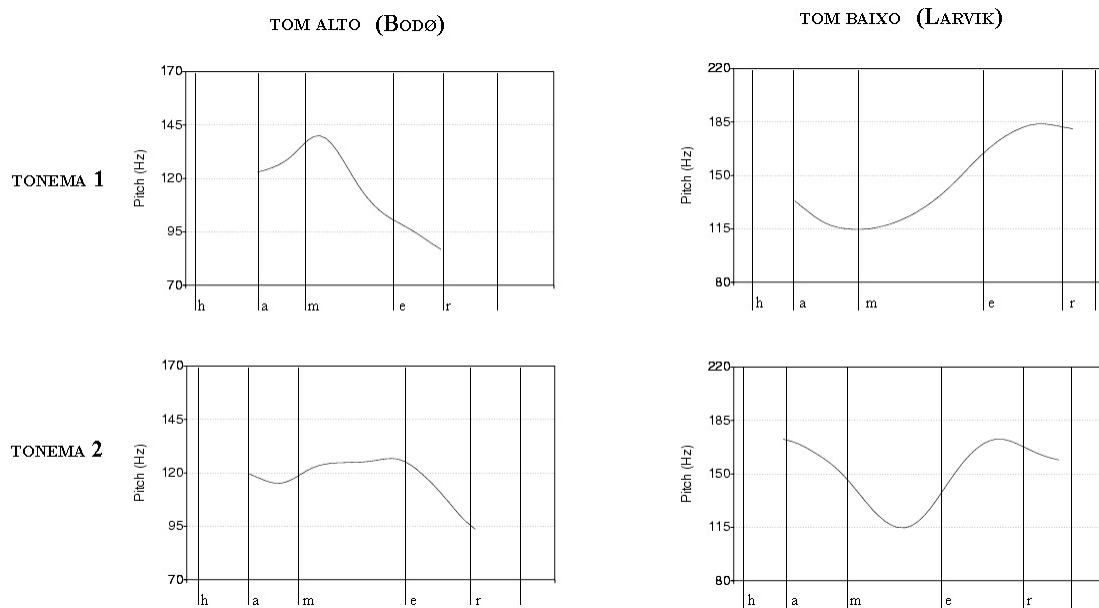 TOM ALTO (BODØ)
TOM BAIXO (LARVIK)
TONEMA 1
Pitch (Hz)
170
145
120
95
70
h a m e r
Pitch (Hz)
220
185
150
115
80
h a m e r
TONEMA 2
Pitch (Hz)
170
145
120
95
70
h a m e r
Pitch (Hz)
220
185
150
115
80
h a m e r